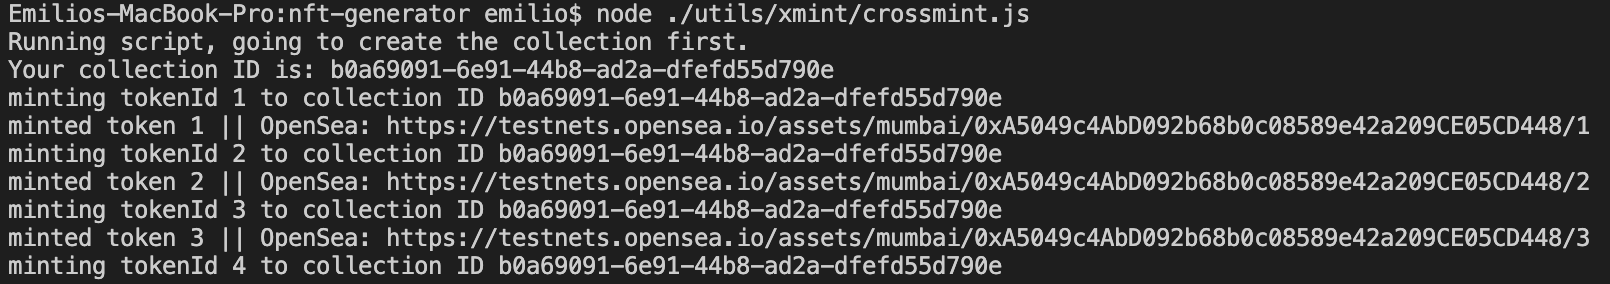 Emilios-MacBook-Pro:nft-generator emilio$ node ./utils/xmint/crossmint.js
Running script, going to create the collection first.
Your collection ID is: b0a69091-6e91-44b8-ad2a-dfefd55d790e
minting tokenId 1 to collection ID b0a69091-6e91-44b8-ad2a-dfefd55d790e
minted token 1 || OpenSea: https://testnets.opensea.io/assets/mumbai/0xA5049c4AbD092b68b0c08589e42a209CE05CD448/1
minting tokenId 2 to collection ID b0a69091-6e91-44b8-ad2a-dfefd55d790e
minted token 2 || OpenSea: https://testnets.opensea.io/assets/mumbai/0xA5049c4AbD092b68b0c08589e42a209CE05CD448/2
minting tokenId 3 to collection ID b0a69091-6e91-44b8-ad2a-dfefd55d790e
minted token 3 || OpenSea: https://testnets.opensea.io/assets/mumbai/0xA5049c4AbD092b68b0c08589e42a209CE05CD448/3
minting tokenId 4 to collection ID b0a69091-6e91-44b8-ad2a-dfefd55d790e